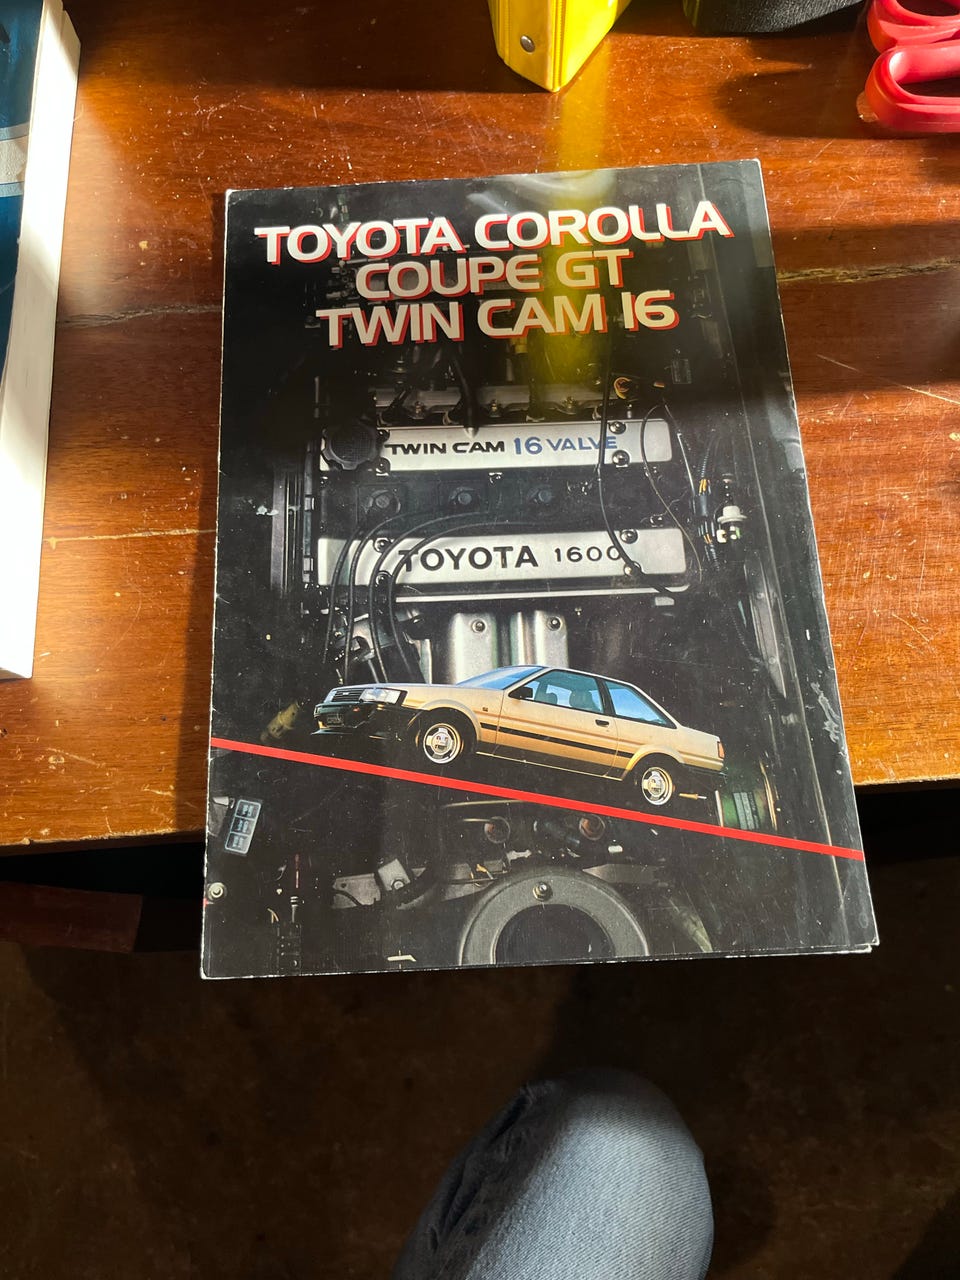 TOYOTA COROLLA
COUPE GT
TWIN CAM 16
TWIN CAM 16 VALVE
TOYOTA 1600